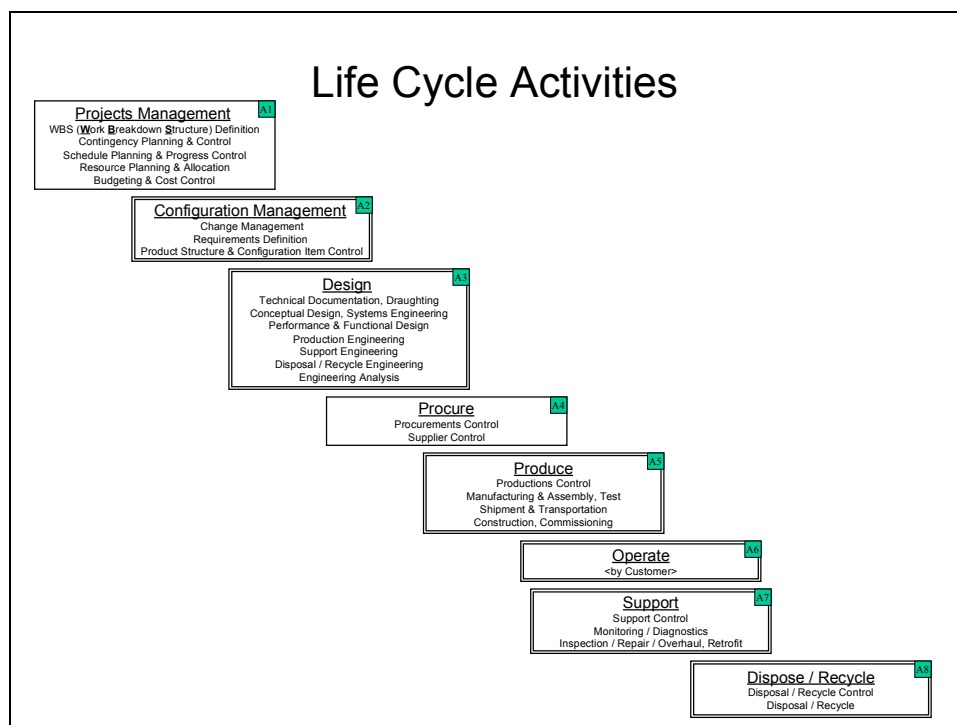 Life Cycle Activities
A1
Projects Management
WBS (Work Breakdown Structure) Definition
Contingency Planning & Control
Schedule Planning & Progress Control
Resource Planning & Allocation
Budgeting & Cost Control
A2
Configuration Management
Change Management
Requirements Definition
Product Structure & Configuration Item Control
A3
Design
Technical Documentation, Draughting
Conceptual Design, Systems Engineering
Performance & Functional Design
Production Engineering
Support Engineering
Disposal / Recycle Engineering
Engineering Analysis
A4
Procure
Procurements Control
Supplier Control
A5
Produce
Productions Control
Manufacturing & Assembly, Test
Shipment & Transportation
Construction, Commissioning
A6
Operate
<by Customer>
A7
Support
Support Control
Monitoring / Diagnostics
Inspection / Repair / Overhaul, Retrofit
A8
Dispose / Recycle
Disposal / Recycle Control
Disposal / Recycle